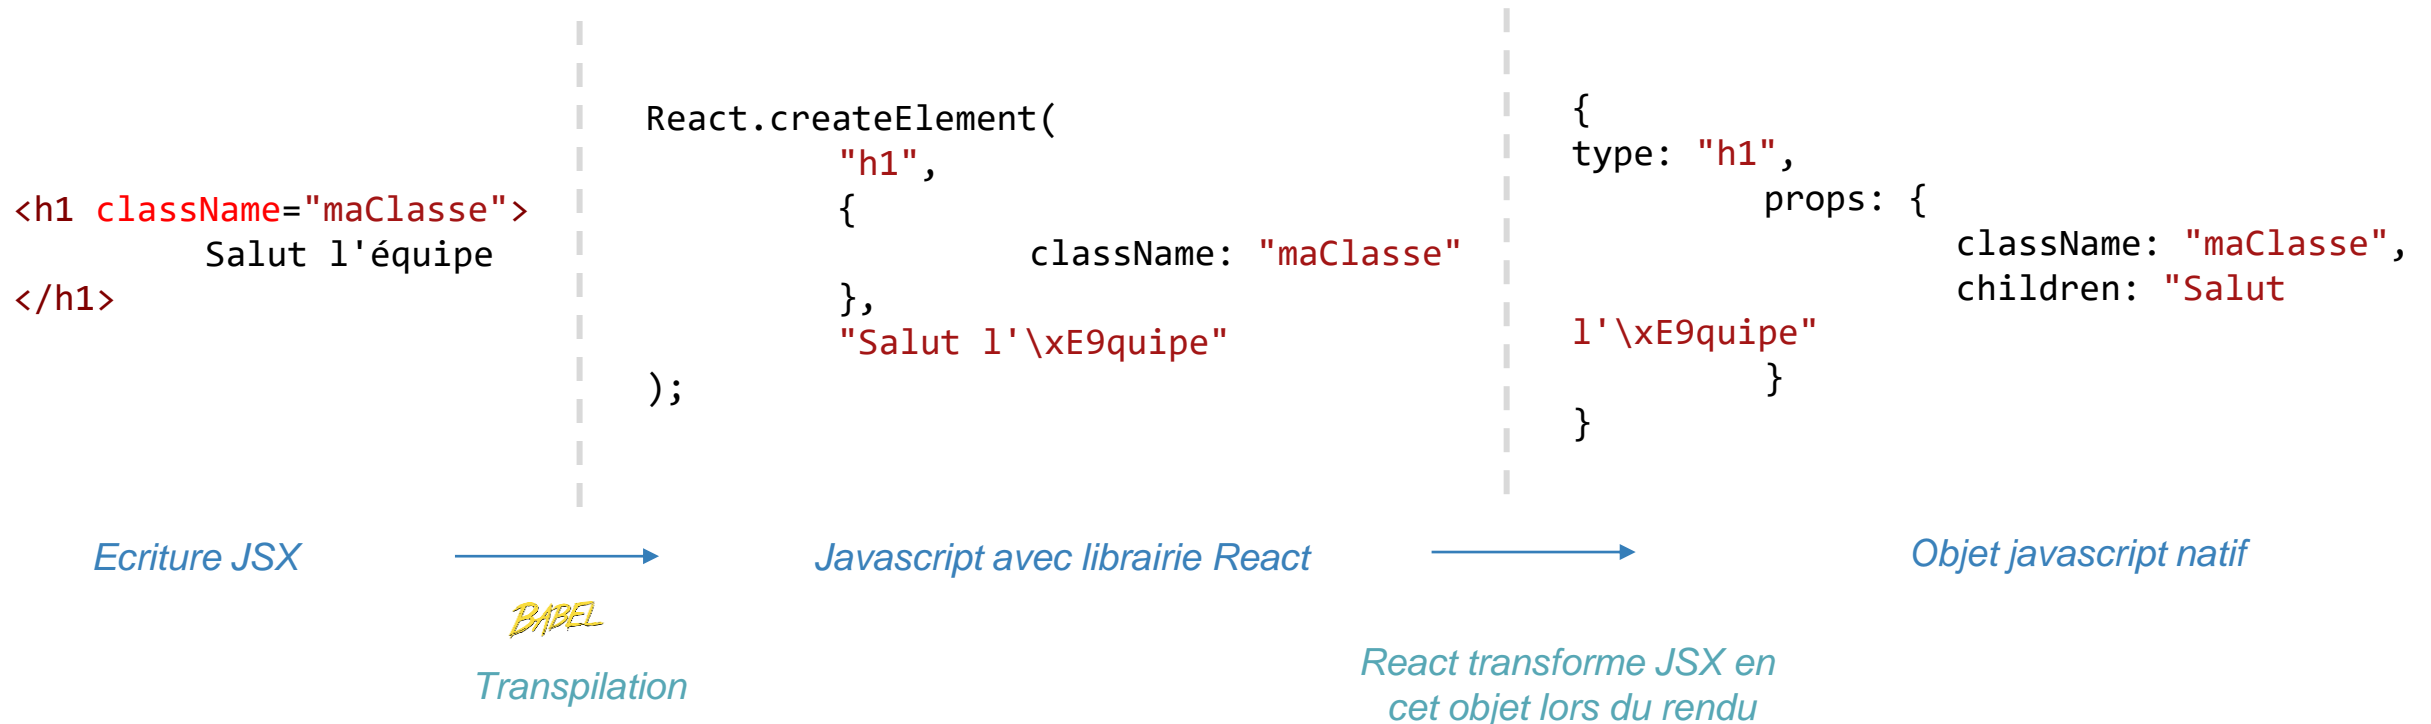 <h1 className="maClasse">
Salut l'équipe
</h1>
React.createElement(
"h1",
{
className: "maClasse"
},
"Salut l'\xE9quipe"
);
{
type: "h1",
props: {
className: "maClasse",
children: "Salut
l'\xE9quipe"
}
}
Ecriture JSX
Javascript avec librairie React
Objet javascript natif
BABEL
Transpilation
React transforme JSX en
cet objet lors du rendu